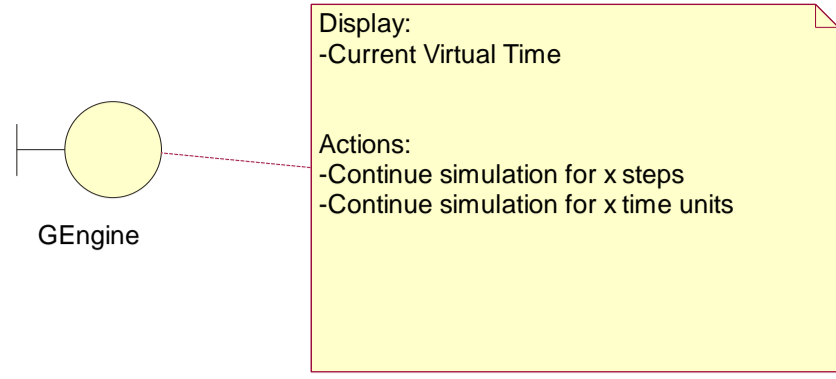 Display:
-Current Virtual Time
Actions:
-Continue simulation for x steps
-Continue simulation for x time units
GEngine